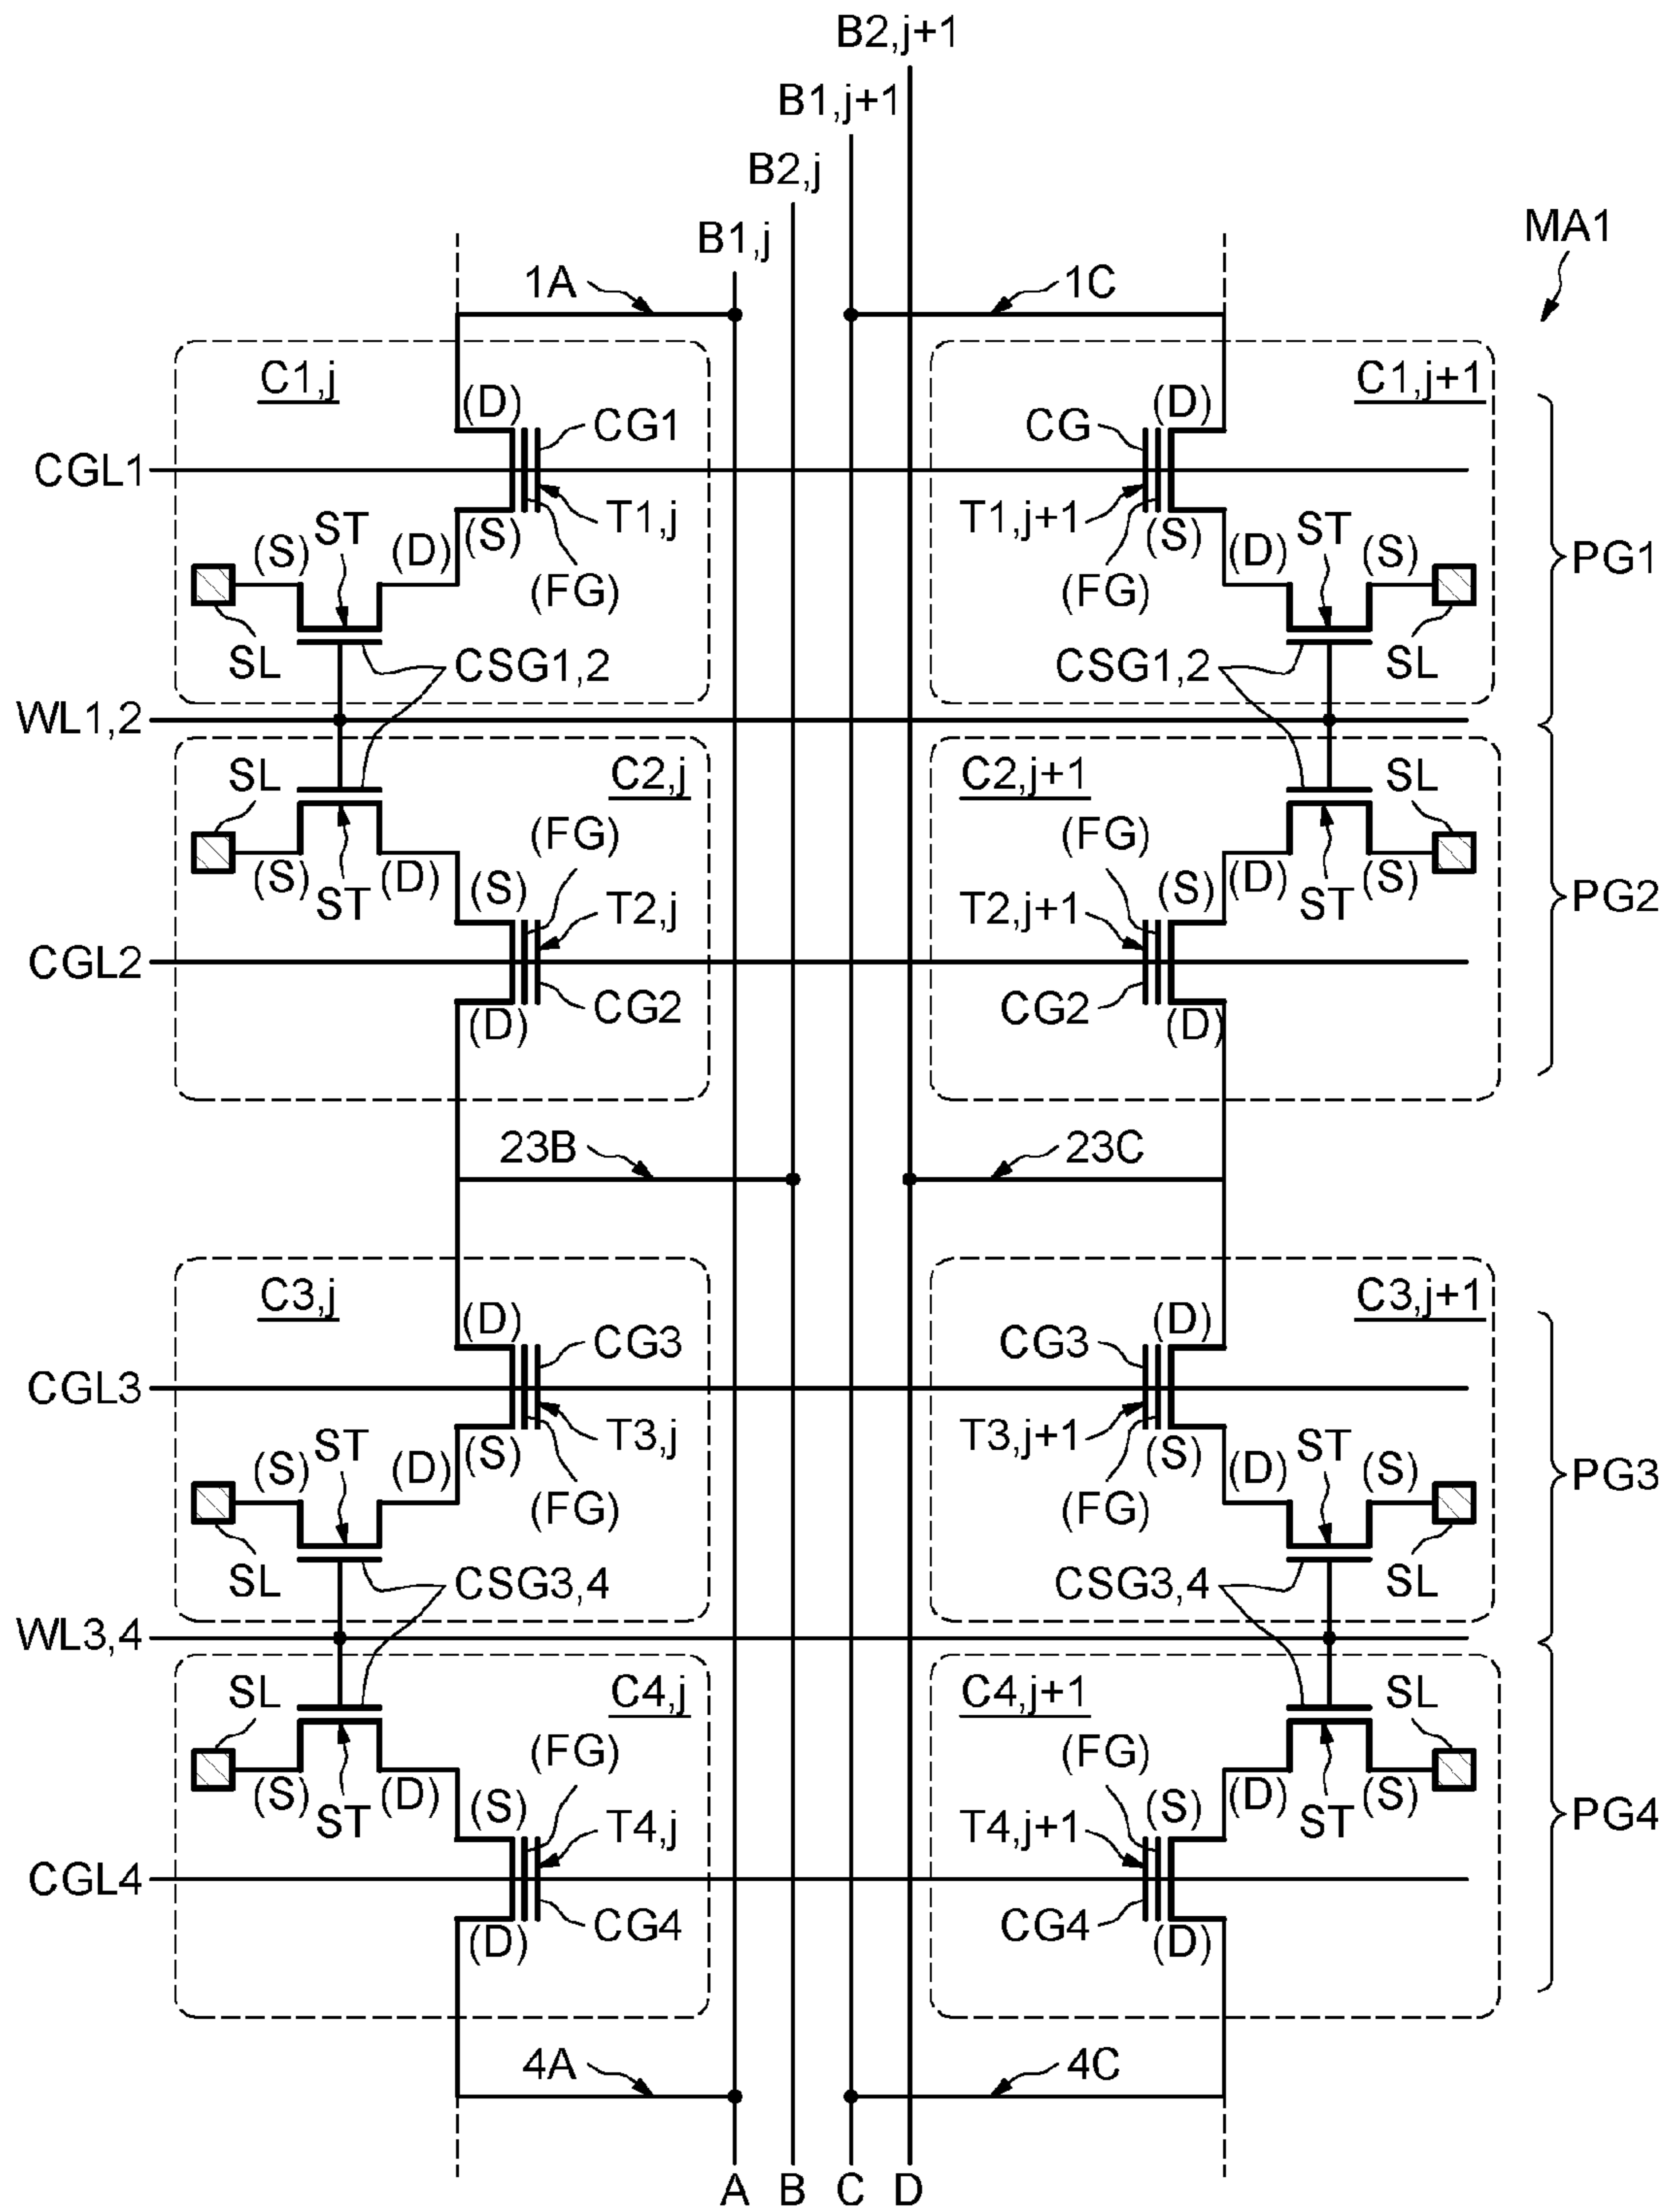 B2,j+1
B1,j+1
B2,j
B1,j
MA1
1A
1C
C1,j
C1,j+1
(D)
(D)
CG1
CG
CGL1
T1,j
T1,j+1
ST
(S)
(S)
ST
(S)
(D)
(D)
(S)
PG1
(FG)
(FG)
SL
CSG1,2
CSG1,2
SL
WL1,2
SL
C2,j
C2,j+1
SL
(FG)
(FG)
(S)
(D)
(S)
(S)
(D)
(S)
PG2
ST
T2,j
T2,j+1
ST
CGL2
CG2
CG2
(D)
(D)
23B
23C
C3,j
C3,j+1
(D)
(D)
CG3
CG3
CGL3
T3,j
T3,j+1
ST
(S)
(S)
ST
(S)
(D)
(D)
(S)
PG3
(FG)
(FG)
SL
CSG3,4
CSG3,4
SL
WL3,4
SL
C4,j
C4,j+1
SL
(FG)
(FG)
(S)
(D)
(S)
(S)
(D)
(S)
PG4
ST
T4,j
T4,j+1
ST
CGL4
CG4
CG4
(D)
(D)
4A
4C
A B C D